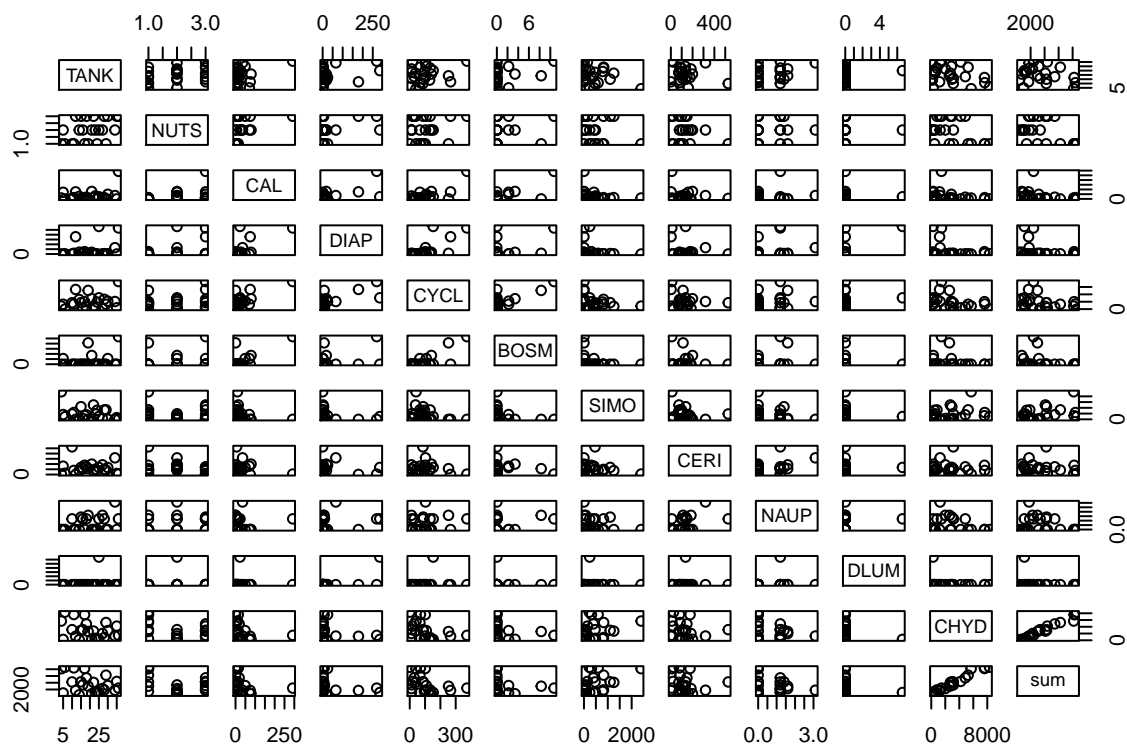 1.0 3.0 0 250 0 6 0 400 0 4 2000
TANK 5
1.0 NUTS
CAL 0
0 DIAP
CYCL 0
0 BOSM
SIMO 0
0 CERI
NAUP 0.0
0 DLUM
CHYD 0
2000 sum
5 25 0 250 0 300 0 2000 0.0 3.0 0 8000